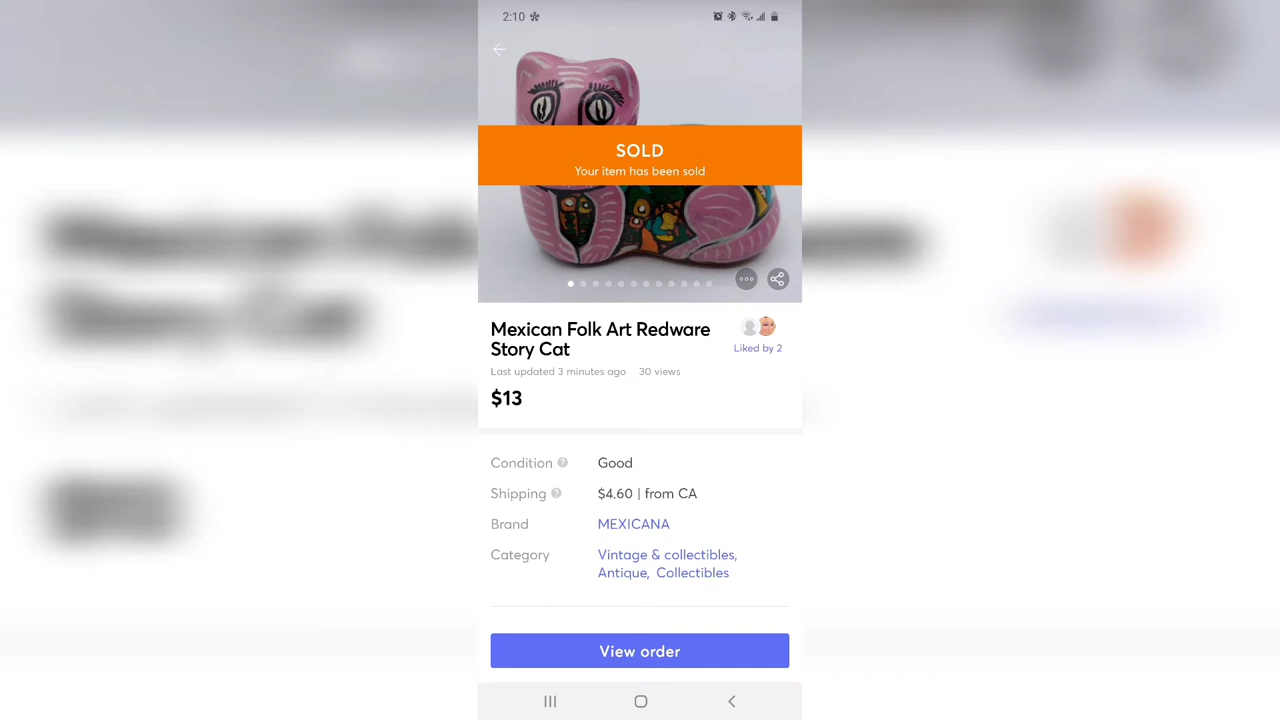 2:10
SOLD
Your item has been sold
Mexican Folk Art Redware
Story Cat
Liked by 2
Last updated 3 minutes ago 30 views
$13
Condition ? Good
Shipping ? $4.60 | from CA
Brand MEXICANA
Category Vintage & collectibles,
Antique, Collectibles
View order